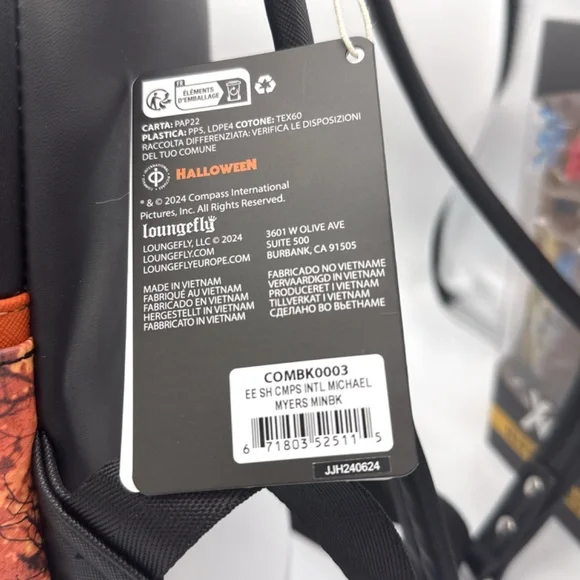 FR
ÉLÉMENTS
D'EMBALLAGE
CARTA: PAP22
PLASTICA: PP5, LDPE4 COTONE: TEX60
RACCOLTA DIFFERENZIATA: VERIFICA LE DISPOSIZIONI
DEL TUO COMUNE
HALLOWEEN
* & © 2024 Compass International
Pictures, Inc. All Rights Reserved.
loungefly
LOUNGEFLY, LLC © 2024
LOUNGEFLY.COM
LOUNGEFLYEUROPE.COM
3601 W OLIVE AVE
SUITE 500
BURBANK, CA 91505
MADE IN VIETNAM
FABRIQUÉ AU VIETNAM
FABRICADO EN VIETNAM
HERGESTELLT IN VIETNAM
FABBRICATO IN VIETNAM
FABRICADO NO VIETNAME
VERVAARDIGD IN VIETNAM
PRODUCERET I VIETNAM
TILLVERKAT I VIETNAM
СДЕЛАНО ВО ВЬЕТНАМЕ
COMBK0003
EE SH CMPS INTL MICHAEL
MYERS MINBK
6 71803 52511 5
JJH240624